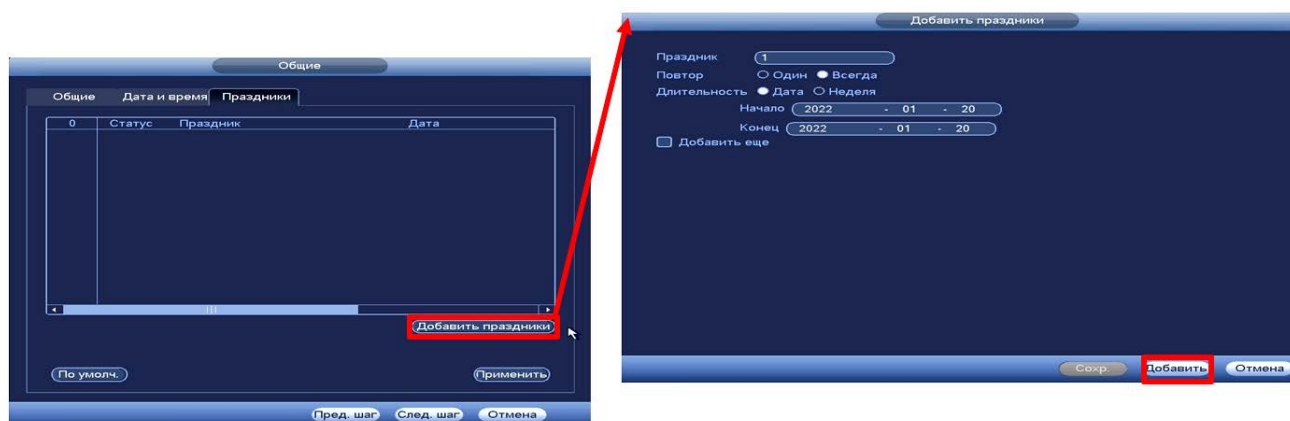 Общие
Общие Дата и время Праздники
0 Статус Праздник Дата
Добавить праздники
По умолч. Применить
Пред. шаг След. шаг Отмена
Добавить праздники
Праздник 1
Повтор Один Всегда
Длительность Дата Неделя
Начало 2022 - 01 - 20
Конец 2022 - 01 - 20
Добавить еще
Сохр. Добавить Отмена